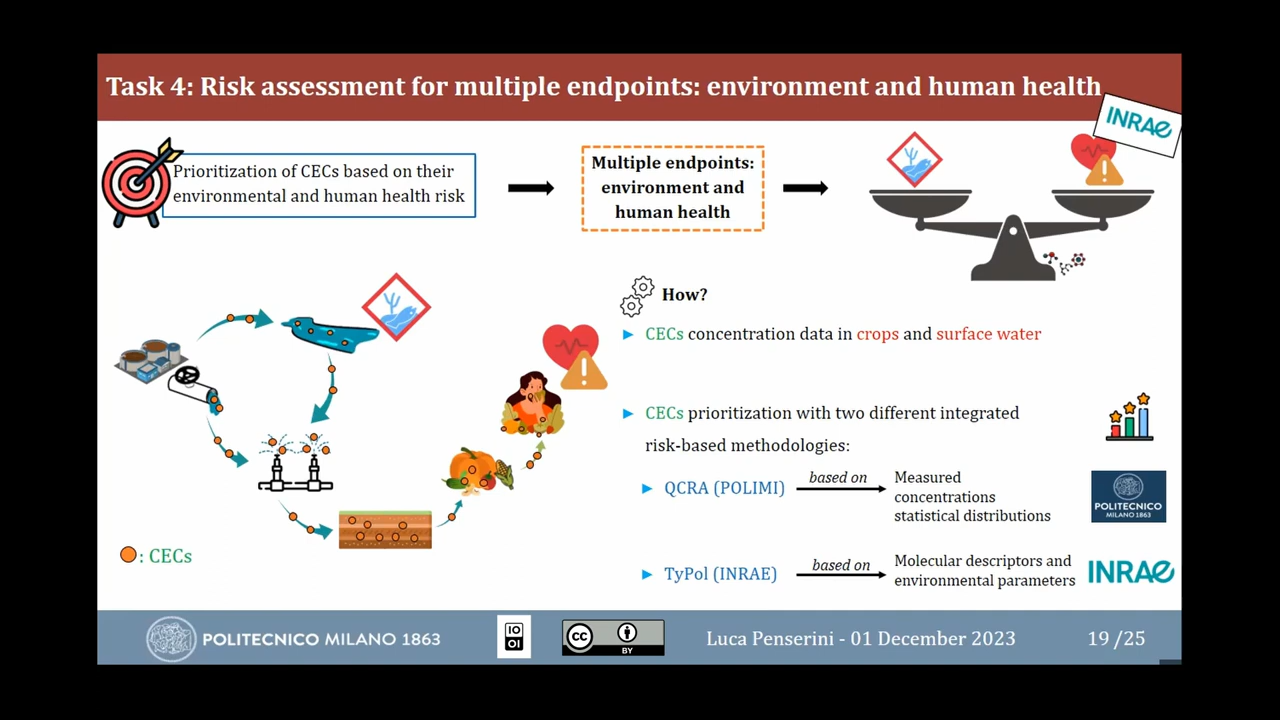 Task 4: Risk assessment for multiple endpoints: environment and human health
INRAE
Prioritization of CECs based on their
environmental and human health risk
Multiple endpoints:
environment and
human health
How?
CECs concentration data in crops and surface water
CECs prioritization with two different integrated
risk-based methodologies:
QCRA (POLIMI)
based on
Measured
concentrations
statistical distributions
POLITECNICO
MILANO 1863
TyPol (INRAE)
based on
Molecular descriptors and
environmental parameters
INRAE
: CECs
POLITECNICO MILANO 1863
IO
OI
CC
BY
Luca Penserini - 01 December 2023
19 /25